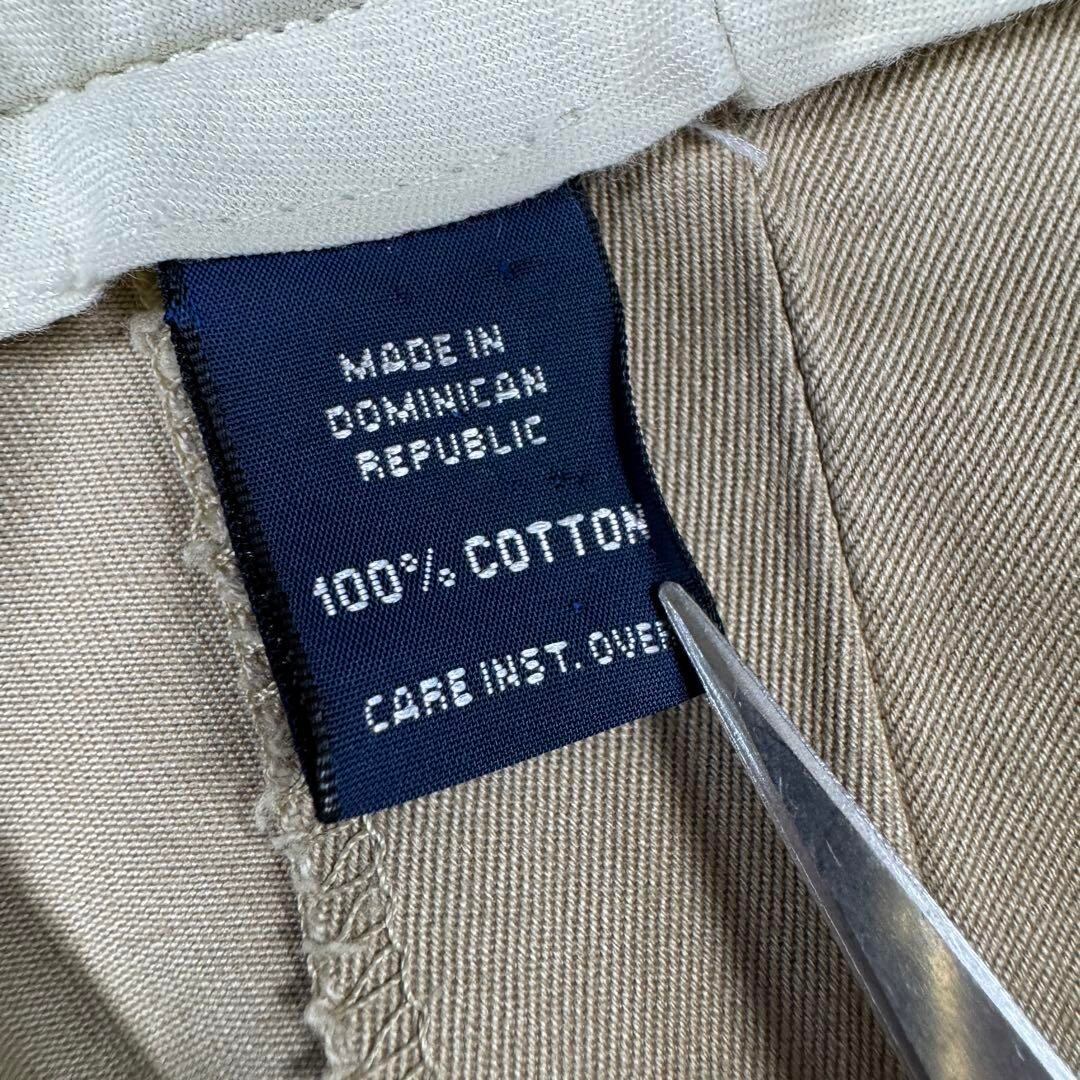 MADE IN
DOMINICAN
REPUBLIC
100% COTTON
CARE INST. OVER